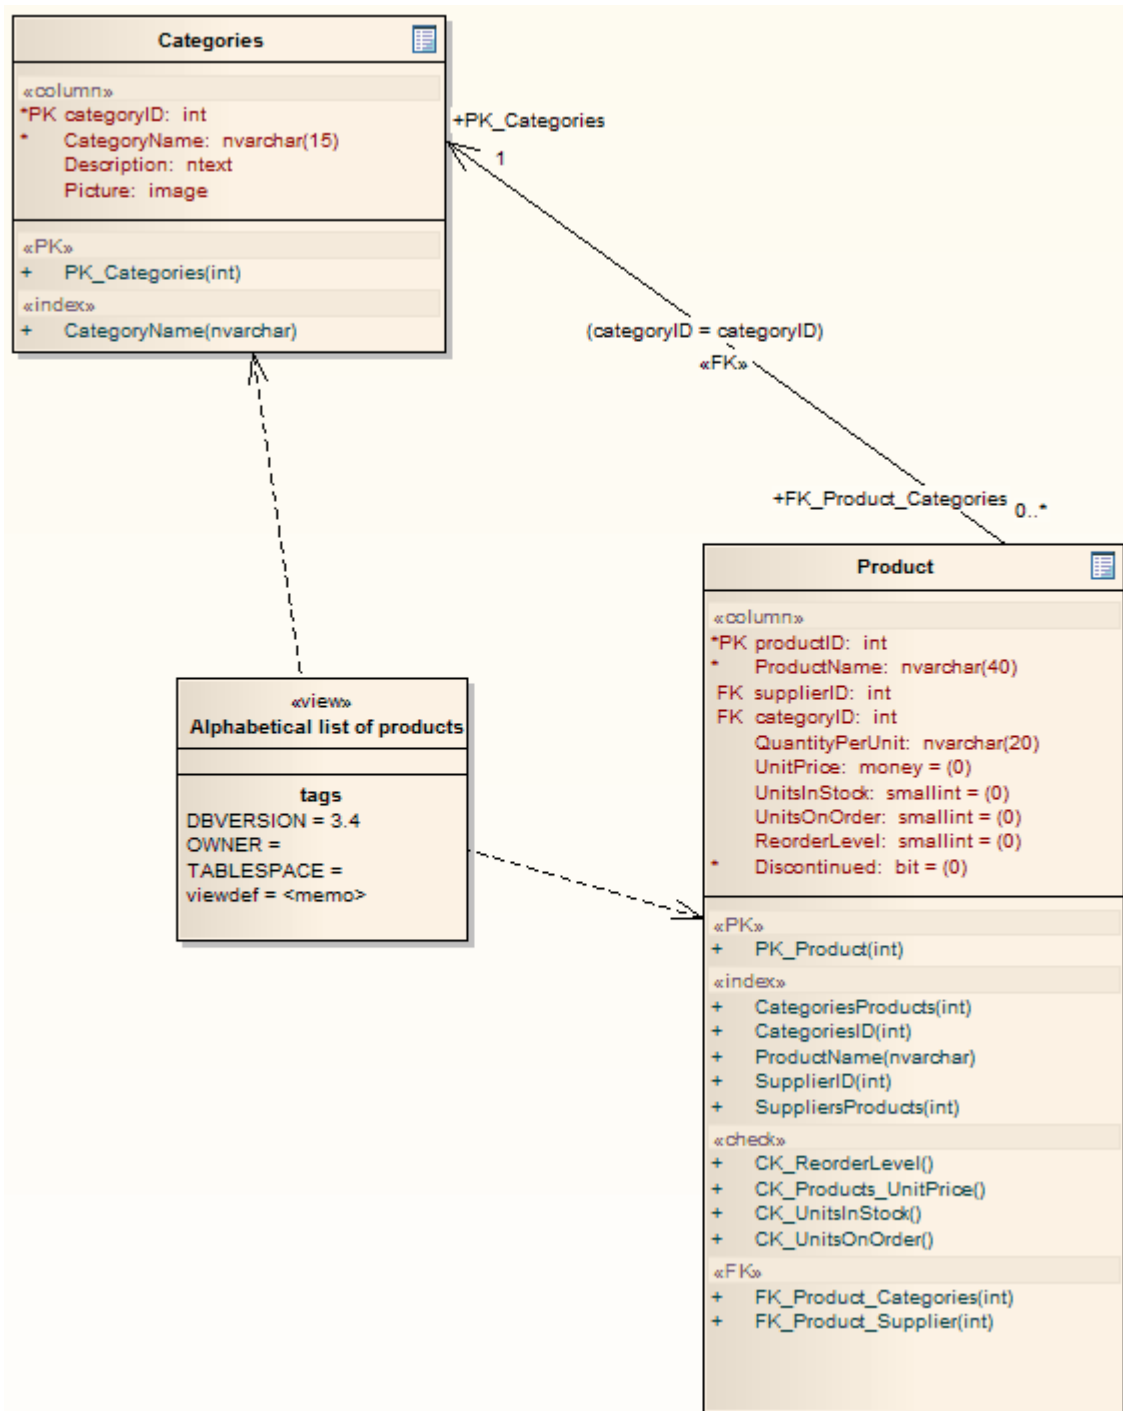 Categories
«column»
*PK categoryID: int
* CategoryName: nvarchar(15)
Description: ntext
Picture: image
«PK»
+ PK_Categories(int)
«index»
+ CategoryName(nvarchar)
+PK_Categories
1
(categoryID = categoryID)
«FK»
+FK_Product_Categories
0..*
«view»
Alphabetical list of products
tags
DBVERSION = 3.4
OWNER =
TABLESPACE =
viewdef = <memo>
Product
«column»
*PK productID: int
* ProductName: nvarchar(40)
FK supplierID: int
FK categoryID: int
QuantityPerUnit: nvarchar(20)
UnitPrice: money = (0)
UnitsInStock: smallint = (0)
UnitsOnOrder: smallint = (0)
ReorderLevel: smallint = (0)
* Discontinued: bit = (0)
«PK»
+ PK_Product(int)
«index»
+ CategoriesProducts(int)
+ CategoriesID(int)
+ ProductName(nvarchar)
+ SupplierID(int)
+ SuppliersProducts(int)
«check»
+ CK_ReorderLevel()
+ CK_Products_UnitPrice()
+ CK_UnitsInStock()
+ CK_UnitsOnOrder()
«FK»
+ FK_Product_Categories(int)
+ FK_Product_Supplier(int)